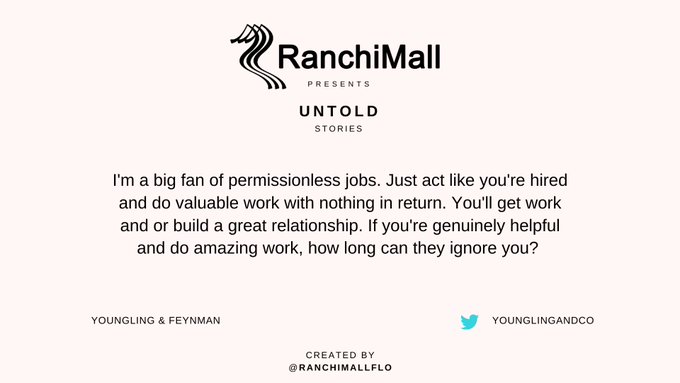 RanchiMall
PRESENTS
UNTOLD
STORIES
I'm a big fan of permissionless jobs. Just act like you're hired
and do valuable work with nothing in return. You'll get work
and or build a great relationship. If you're genuinely helpful
and do amazing work, how long can they ignore you?
YOUNGLING & FEYNMAN
YOUNGLINGANDCO
CREATED BY
@RANCHIMALLFLO